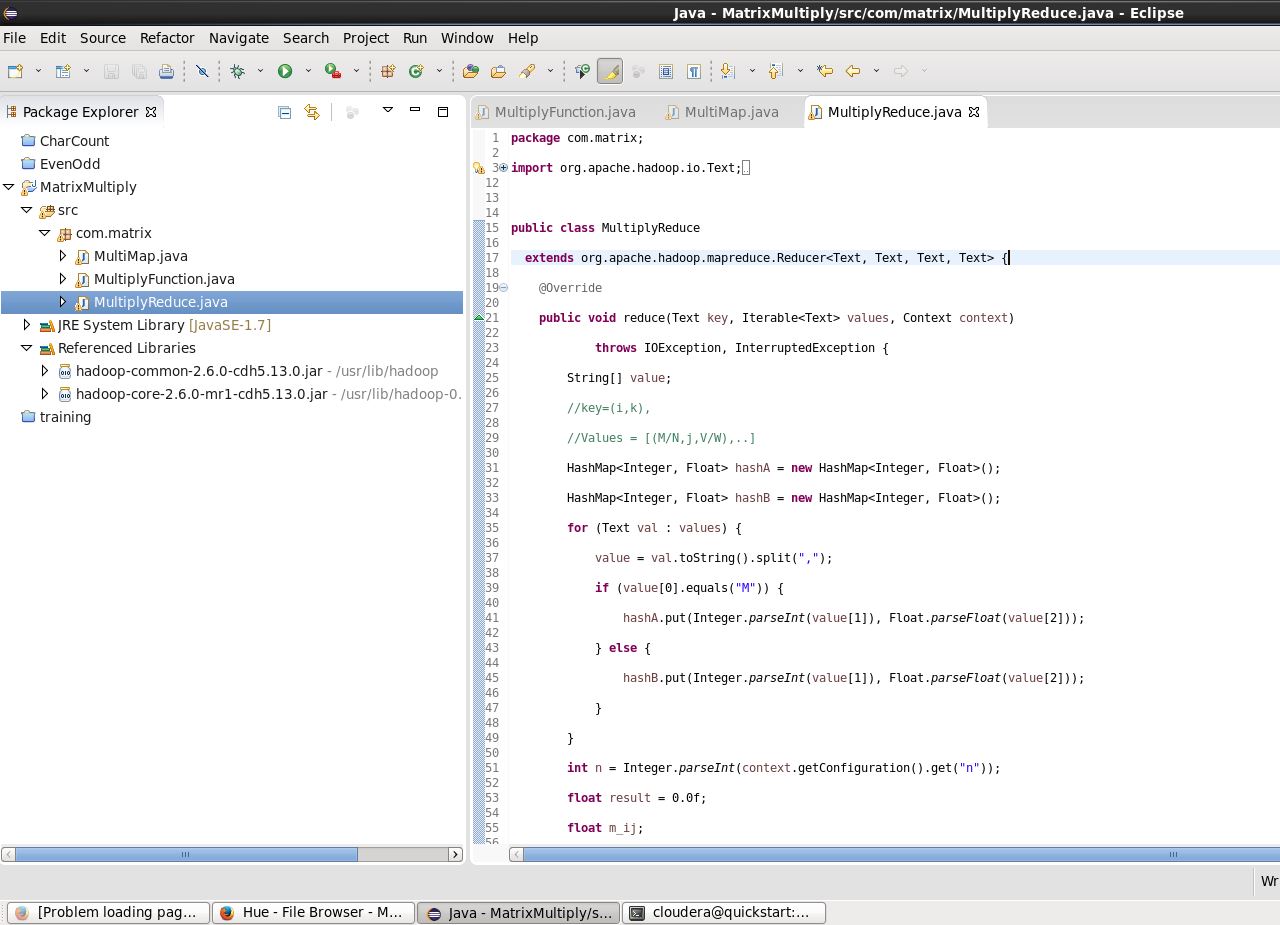 Java - MatrixMultiply/src/com/matrix/MultiplyReduce.java - Eclipse
File Edit Source Refactor Navigate Search Project Run Window Help
Package Explorer
CharCount
EvenOdd
MatrixMultiply
src
com.matrix
MultiMap.java
MultiplyFunction.java
MultiplyReduce.java
JRE System Library [JavaSE-1.7]
Referenced Libraries
hadoop-common-2.6.0-cdh5.13.0.jar - /usr/lib/hadoop
hadoop-core-2.6.0-mr1-cdh5.13.0.jar - /usr/lib/hadoop-0.
training
MultiplyFunction.java MultiMap.java MultiplyReduce.java
1 package com.matrix;
2
3 import org.apache.hadoop.io.Text;
12
13
14
15 public class MultiplyReduce
16
17 extends org.apache.hadoop.mapreduce.Reducer<Text, Text, Text, Text> {
18
19 @Override
20
21 public void reduce(Text key, Iterable<Text> values, Context context)
22
23 throws IOException, InterruptedException {
24
25 String[] value;
26
27 //key=(i,k),
28
29 //Values = [(M/N,j,V/W),..]
30
31 HashMap<Integer, Float> hashA = new HashMap<Integer, Float>();
32
33 HashMap<Integer, Float> hashB = new HashMap<Integer, Float>();
34
35 for (Text val : values) {
36
37 value = val.toString().split(",");
38
39 if (value[0].equals("M")) {
40
41 hashA.put(Integer.parseInt(value[1]), Float.parseFloat(value[2]));
42
43 } else {
44
45 hashB.put(Integer.parseInt(value[1]), Float.parseFloat(value[2]));
46
47 }
48
49 }
50
51 int n = Integer.parseInt(context.getConfiguration().get("n"));
52
53 float result = 0.0f;
54
55 float m_ij;
56
Wr
[Problem loading pag... Hue - File Browser - M... Java - MatrixMultiply/s... cloudera@quickstart:...